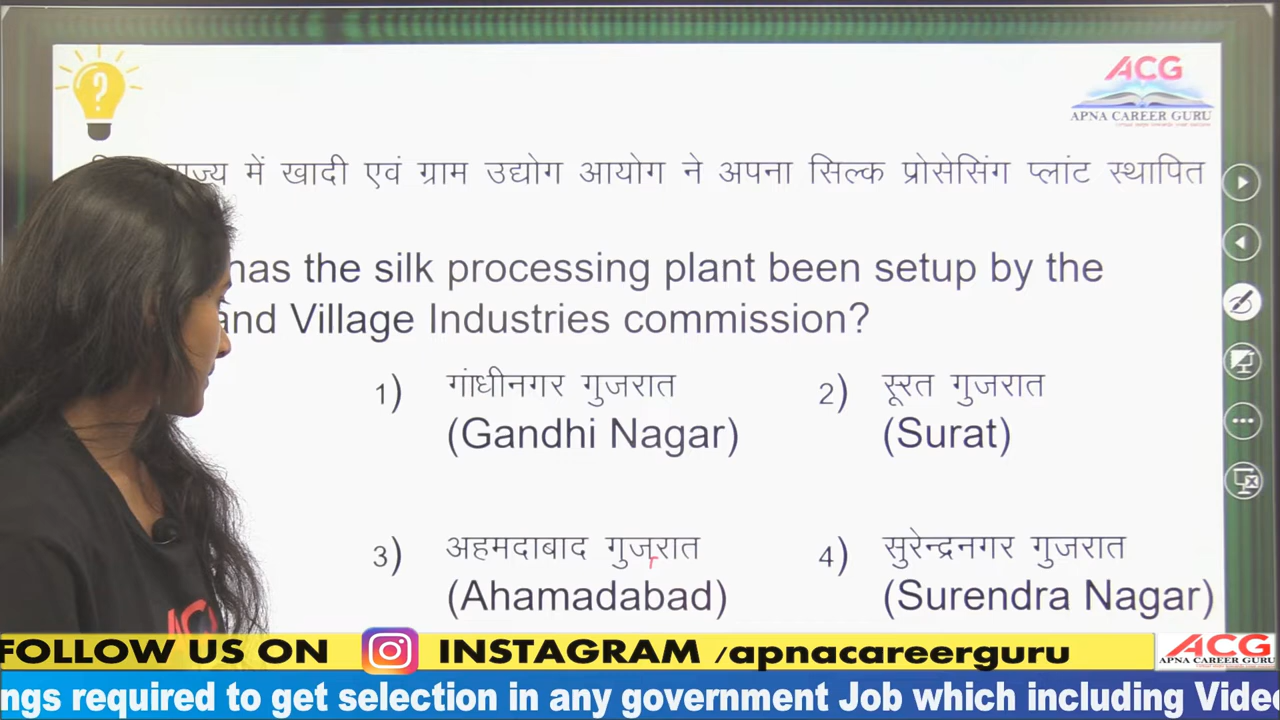 ACG
APNA CAREER GURU
में खादी एवं ग्राम उद्योग आयोग ने अपना सिल्क प्रोसेसिंग प्लांट स्थापित
has the silk processing plant been setup by the
and Village Industries commission?
1) गांधीनगर गुजरात
(Gandhi Nagar)
2) सूरत गुजरात
(Surat)
3) अहमदाबाद गुजरात
(Ahamadabad)
4) सुरेन्द्रनगर गुजरात
(Surendra Nagar)
FOLLOW US ON INSTAGRAM /apnacareerguru
ACG
APNA CAREER GURU
ngs required to get selection in any government Job which including Vide